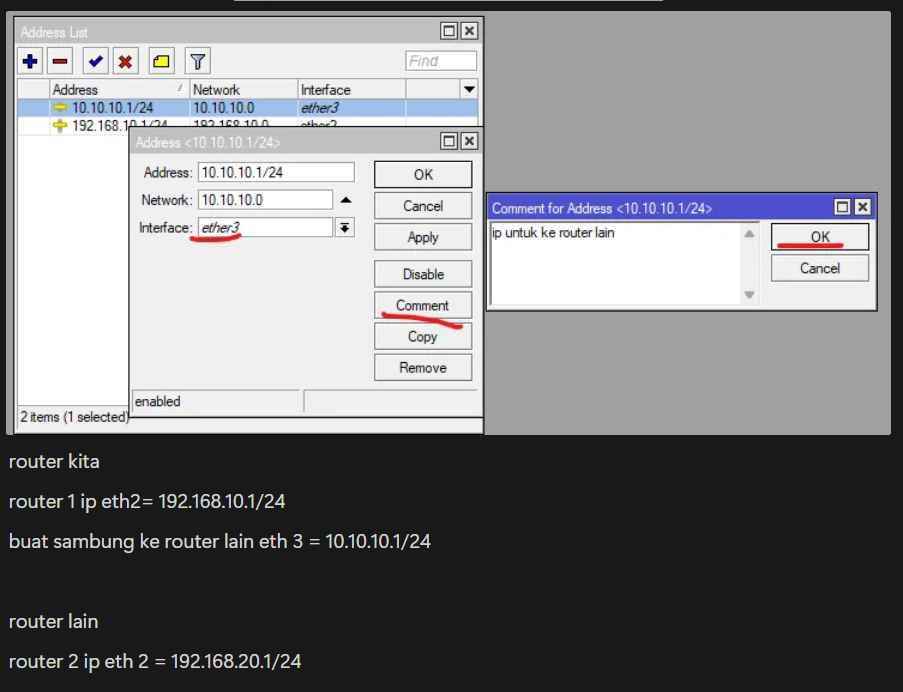 Address List
Find
Address Network Interface
10.10.10.1/24 10.10.10.0 ether3
192.168.10.1/24 192.168.10.0 ether2
Address <10.10.10.1/24>
Address: 10.10.10.1/24
OK
Network: 10.10.10.0
Cancel
Interface: ether3
Apply
Disable
Comment
Copy
Remove
enabled
2 items (1 selected)
Comment for Address <10.10.10.1/24>
ip untuk ke router lain
OK
Cancel
router kita
router 1 ip eth2= 192.168.10.1/24
buat sambung ke router lain eth 3 = 10.10.10.1/24
router lain
router 2 ip eth 2 = 192.168.20.1/24